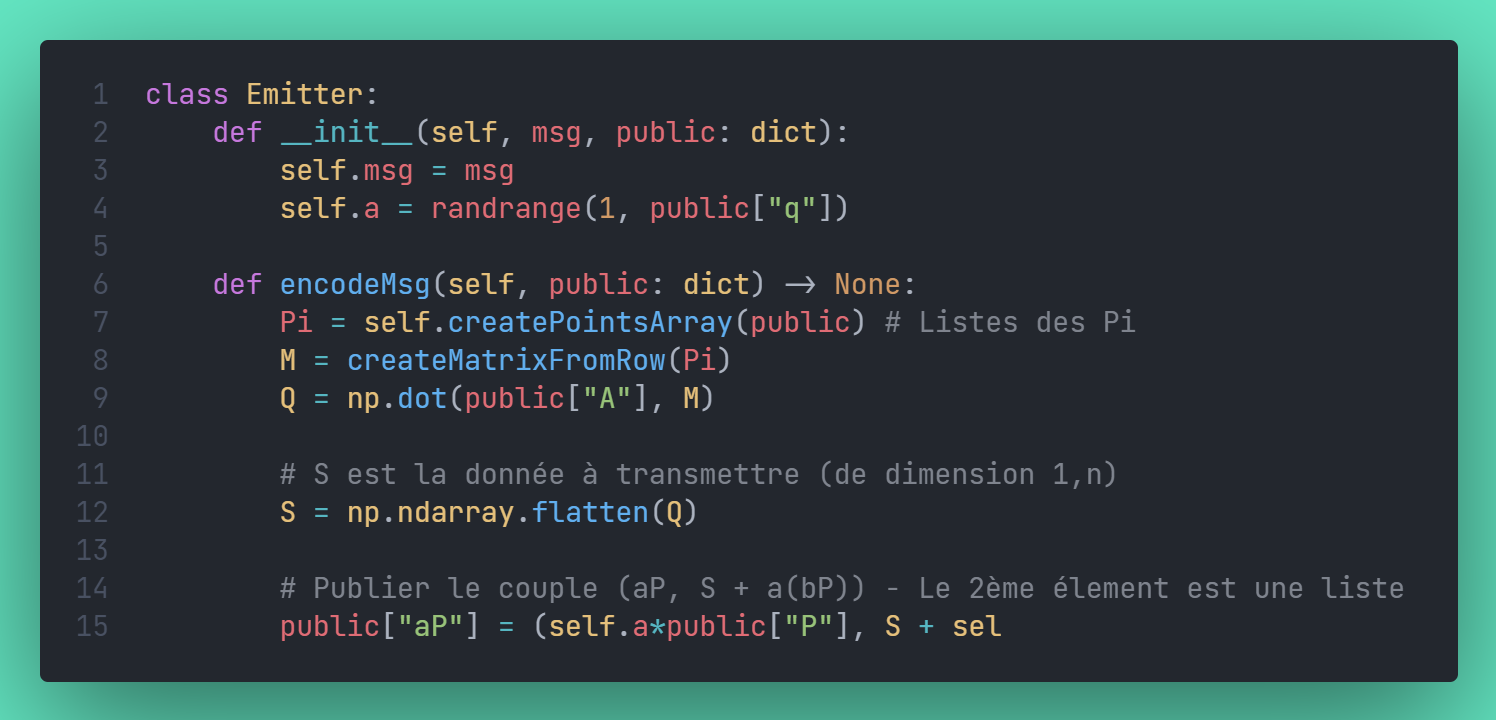 1 class Emitter:
2     def __init__(self, msg, public: dict):
3         self.msg = msg
4         self.a = randrange(1, public["q"])
5
6     def encodeMsg(self, public: dict) -> None:
7         Pi = self.createPointsArray(public) # Listes des Pi
8         M = createMatrixFromRow(Pi)
9         Q = np.dot(public["A"], M)
10
11         # S est la donnée à transmettre (de dimension 1,n)
12         S = np.ndarray.flatten(Q)
13
14         # Publier le couple (aP, S + a(bP)) - Le 2ème élement est une liste
15         public["aP"] = (self.a*public["P"], S + sel